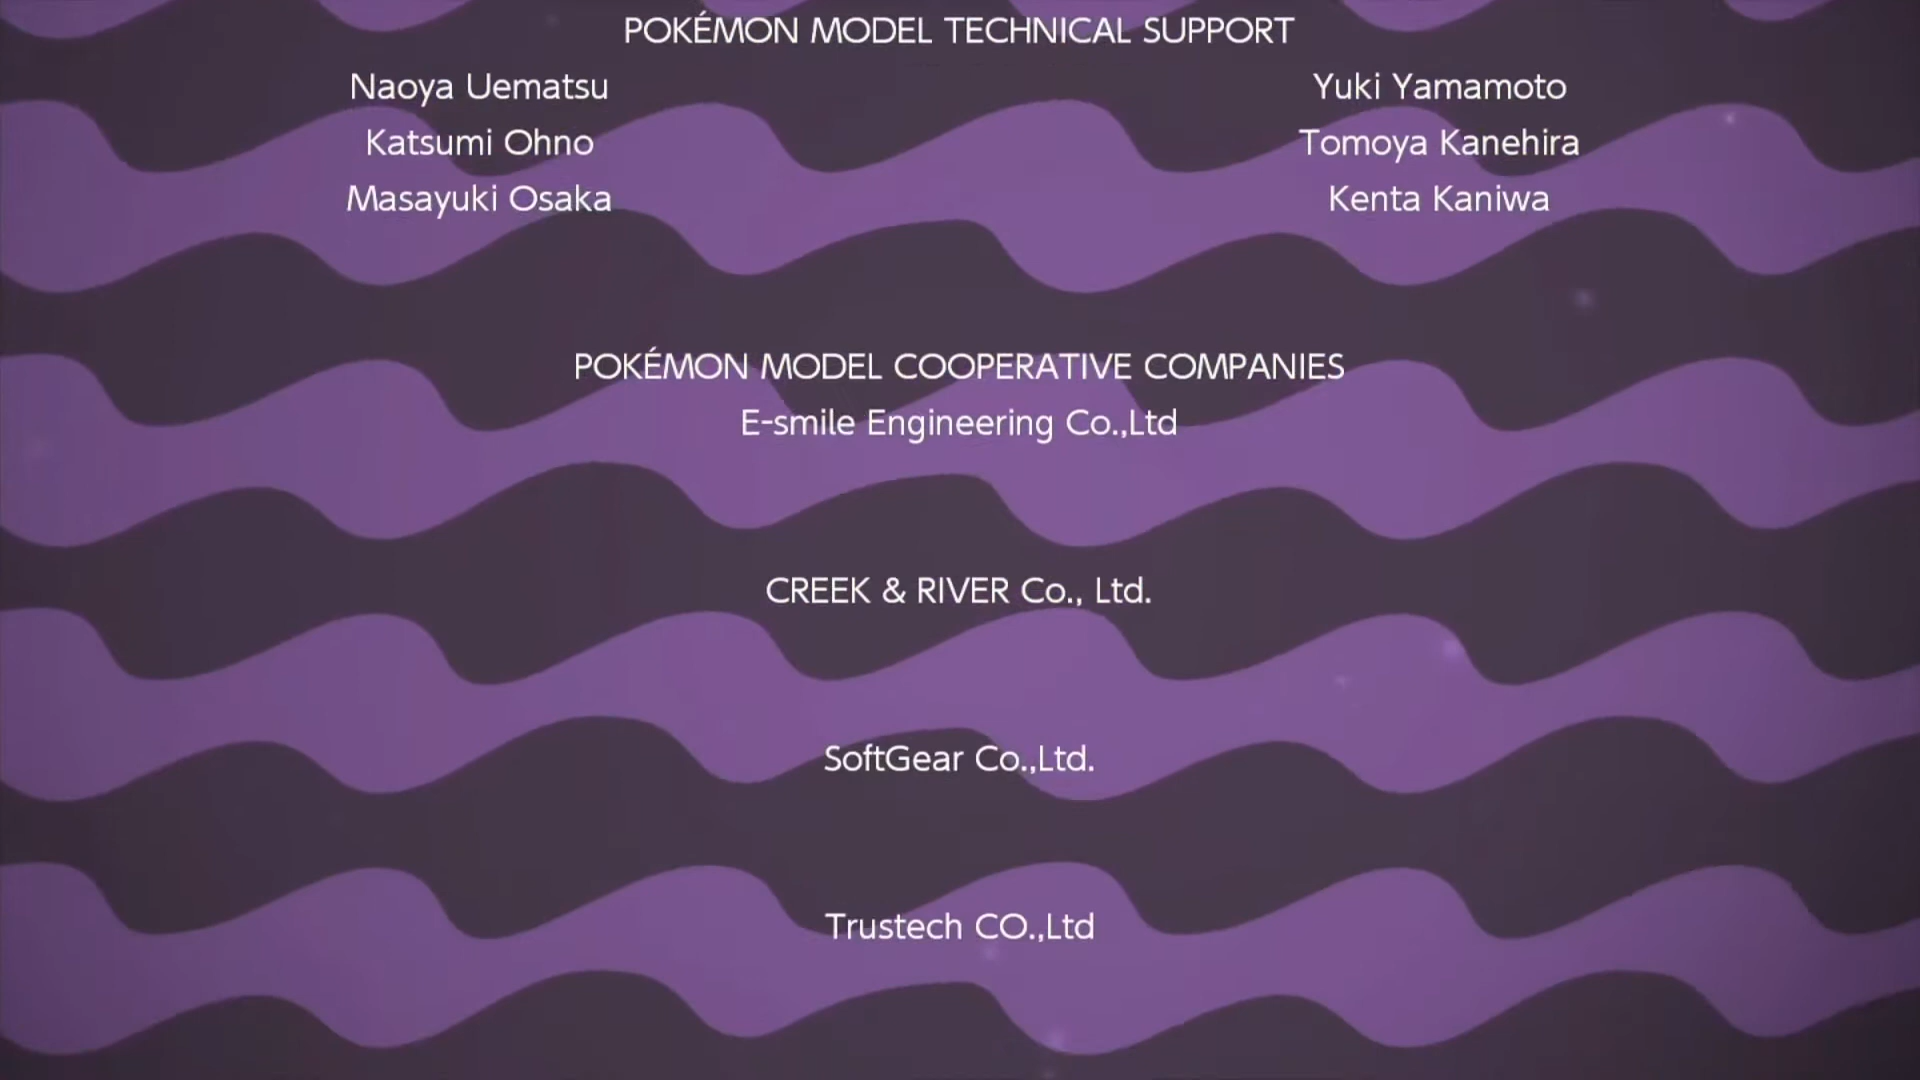 POKÉMON MODEL TECHNICAL SUPPORT
Naoya Uematsu Yuki Yamamoto
Katsumi Ohno Tomoya Kanehira
Masayuki Osaka Kenta Kaniwa
POKÉMON MODEL COOPERATIVE COMPANIES
E-smile Engineering Co.,Ltd
CREEK & RIVER Co., Ltd.
SoftGear Co.,Ltd.
Trustech CO.,Ltd